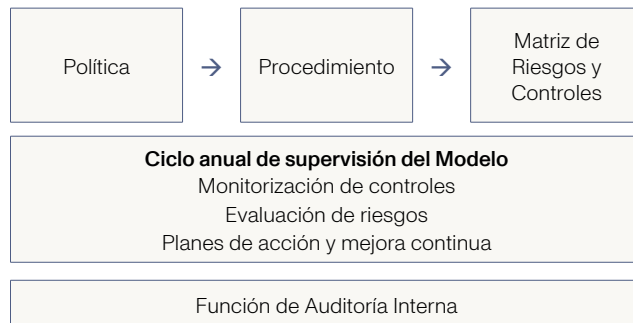 Política
→
Procedimiento
→
Matriz de
Riesgos y
Controles
Ciclo anual de supervisión del Modelo
Monitorización de controles
Evaluación de riesgos
Planes de acción y mejora continua
Función de Auditoría Interna